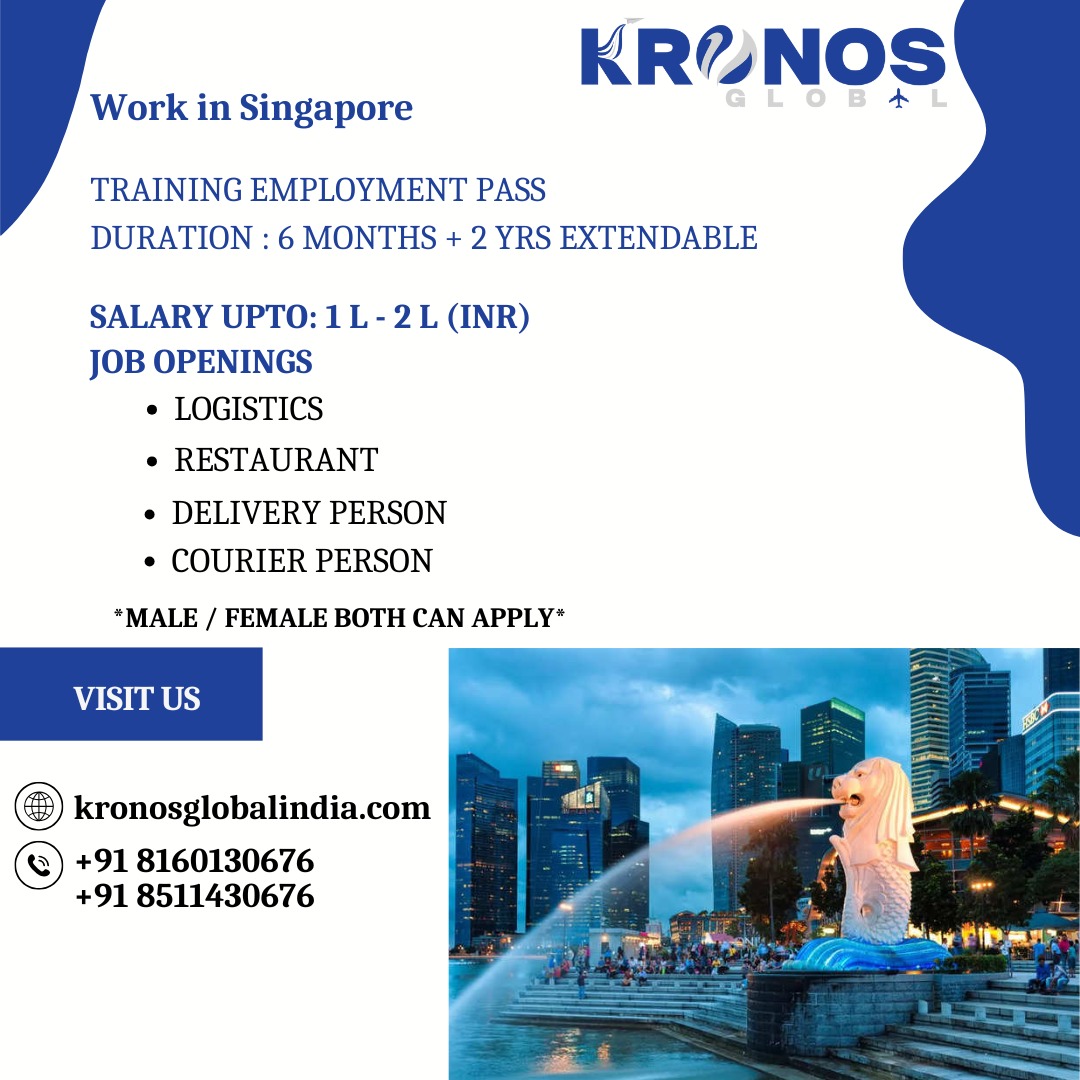 KRONOS
GLOBAL
Work in Singapore
TRAINING EMPLOYMENT PASS
DURATION : 6 MONTHS + 2 YRS EXTENDABLE
SALARY UPTO: 1 L - 2 L (INR)
JOB OPENINGS
• LOGISTICS
• RESTAURANT
• DELIVERY PERSON
• COURIER PERSON
*MALE / FEMALE BOTH CAN APPLY*
VISIT US
HSBC
kronosglobalindia.com
+91 8160130676
+91 8511430676